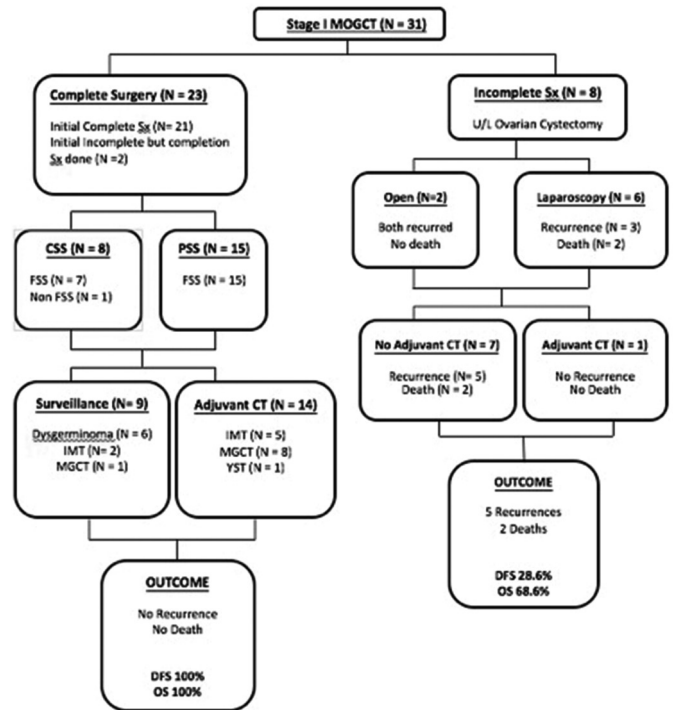 Stage I MOGCT (N = 31)
Complete Surgery (N = 23)
Initial Complete Sx (N= 21)
Initial Incomplete but completion
Sx done (N =2)
Incomplete Sx (N = 8)
U/L Ovarian Cystectomy
Open (N=2)
Both recurred
No death
Laparoscopy (N = 6)
Recurrence (N = 3)
Death (N= 2)
CSS (N = 8)
FSS (N = 7)
Non FSS (N = 1)
PSS (N = 15)
FSS (N = 15)
No Adjuvant CT (N = 7)
Recurrence (N= 5)
Death (N = 2)
Adjuvant CT (N = 1)
No Recurrence
No Death
Surveillance (N= 9)
Dysgerminoma (N = 6)
IMT (N= 2)
MGCT (N = 1)
Adjuvant CT (N = 14)
IMT (N = 5)
MGCT (N = 8)
YST (N = 1)
OUTCOME
5 Recurrences
2 Deaths
DFS 28.6%
OS 68.6%
OUTCOME
No Recurrence
No Death
DFS 100%
OS 100%